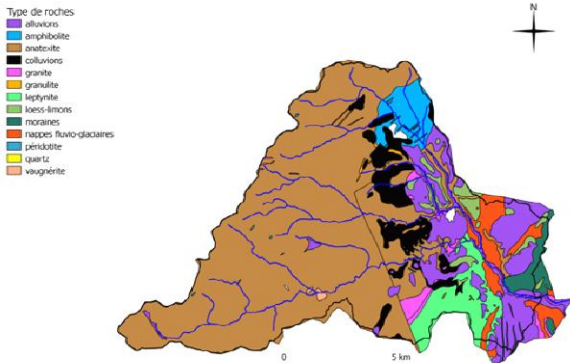 Type de roches
alluvions
amphibolite
anatexite
colluvions
granite
granulite
leptynite
loess-limons
moraines
nappes fluvio-glaciaires
péridotite
quartz
vaugnérite
N
0 5 km